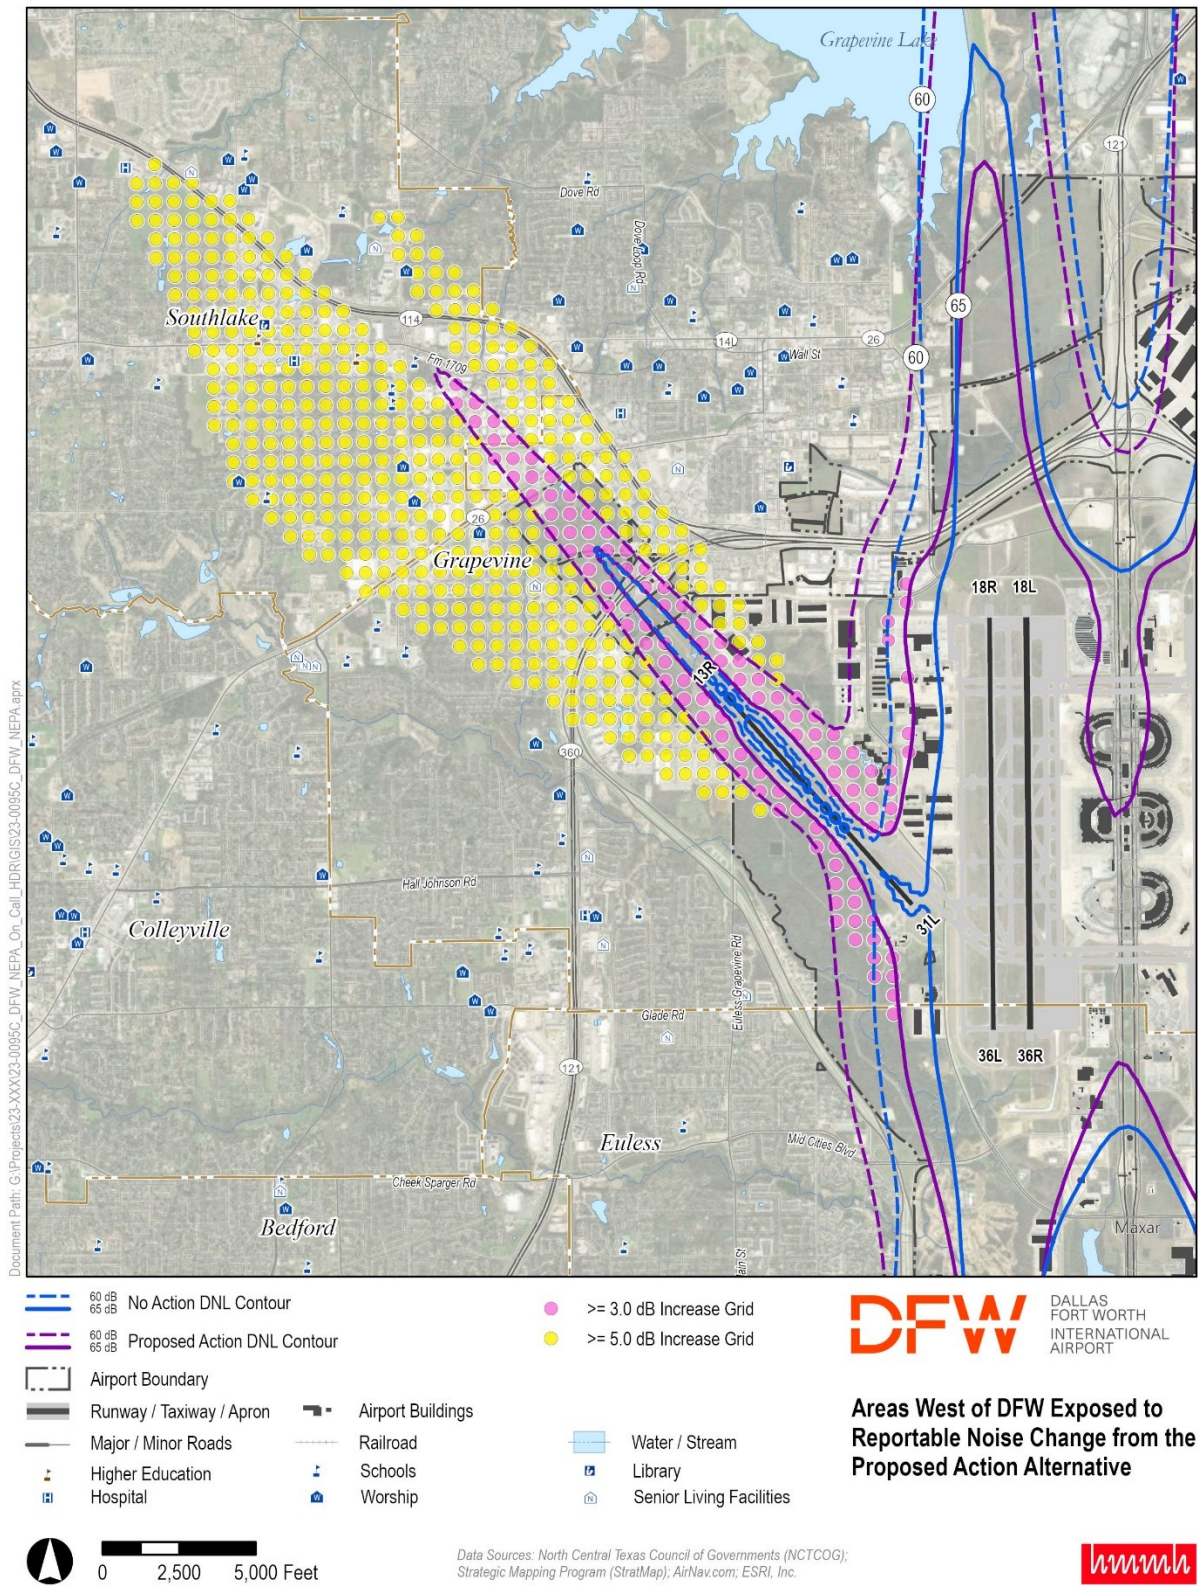 Grapevine Lake
60
121
Dove Rd
Dove Loop Rd
65
Southlake
114
14L
26
Wall St
60
Fm 1709
26
Grapevine
18R
18L
13R
360
Hall Johnson Rd
Colleyville
31L
Euless Grapevine Rd
Glade Rd
36L
36R
121
Euless
Mid Cities Blvd
Cheek Sparger Rd
Bedford
Maxar
Document Path: G:\Projects\23-XXX\23-0095C_DFW_NEPA_On_Call_HDR\GIS\23-0095C_DFW_NEPA.aprx
60 dB
65 dB
No Action DNL Contour
60 dB
65 dB
Proposed Action DNL Contour
Airport Boundary
Runway / Taxiway / Apron
Major / Minor Roads
Higher Education
Hospital
Airport Buildings
Railroad
Schools
Worship
>= 3.0 dB Increase Grid
>= 5.0 dB Increase Grid
Water / Stream
Library
Senior Living Facilities
DFW
DALLAS
FORT WORTH
INTERNATIONAL
AIRPORT
Areas West of DFW Exposed to
Reportable Noise Change from the
Proposed Action Alternative
0 2,500 5,000 Feet
Data Sources: North Central Texas Council of Governments (NCTCOG);
Strategic Mapping Program (StratMap); AirNav.com; ESRI, Inc.
hmmh